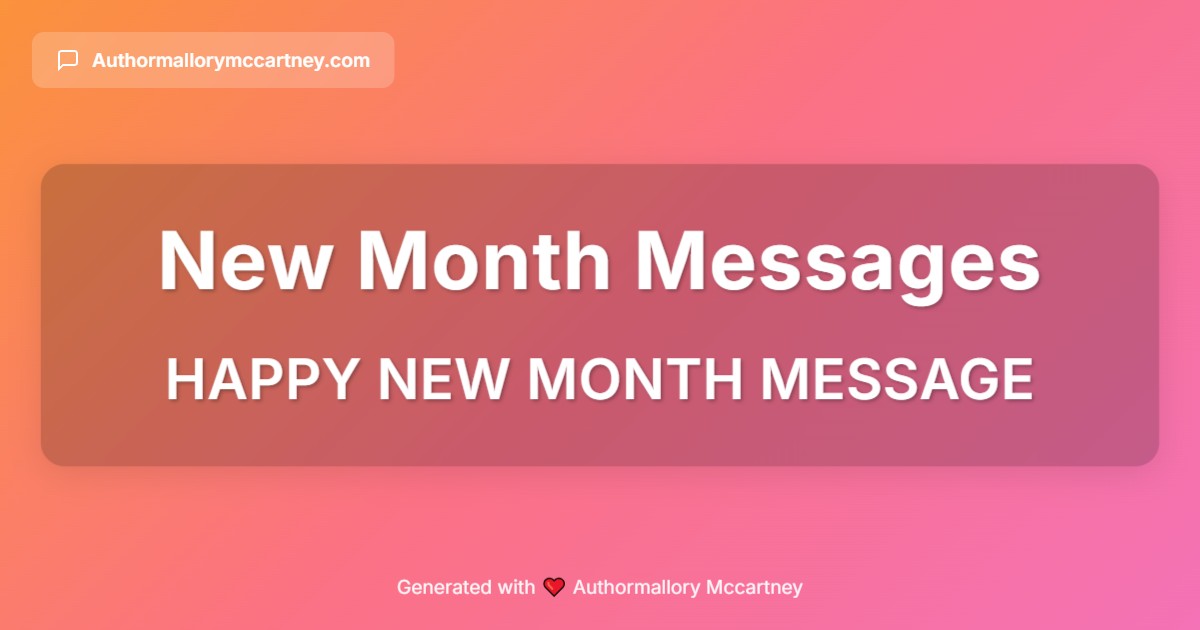 Authormallorymccartney.com
New Month Messages
HAPPY NEW MONTH MESSAGE
Generated with ❤️ Authormallory Mccartney